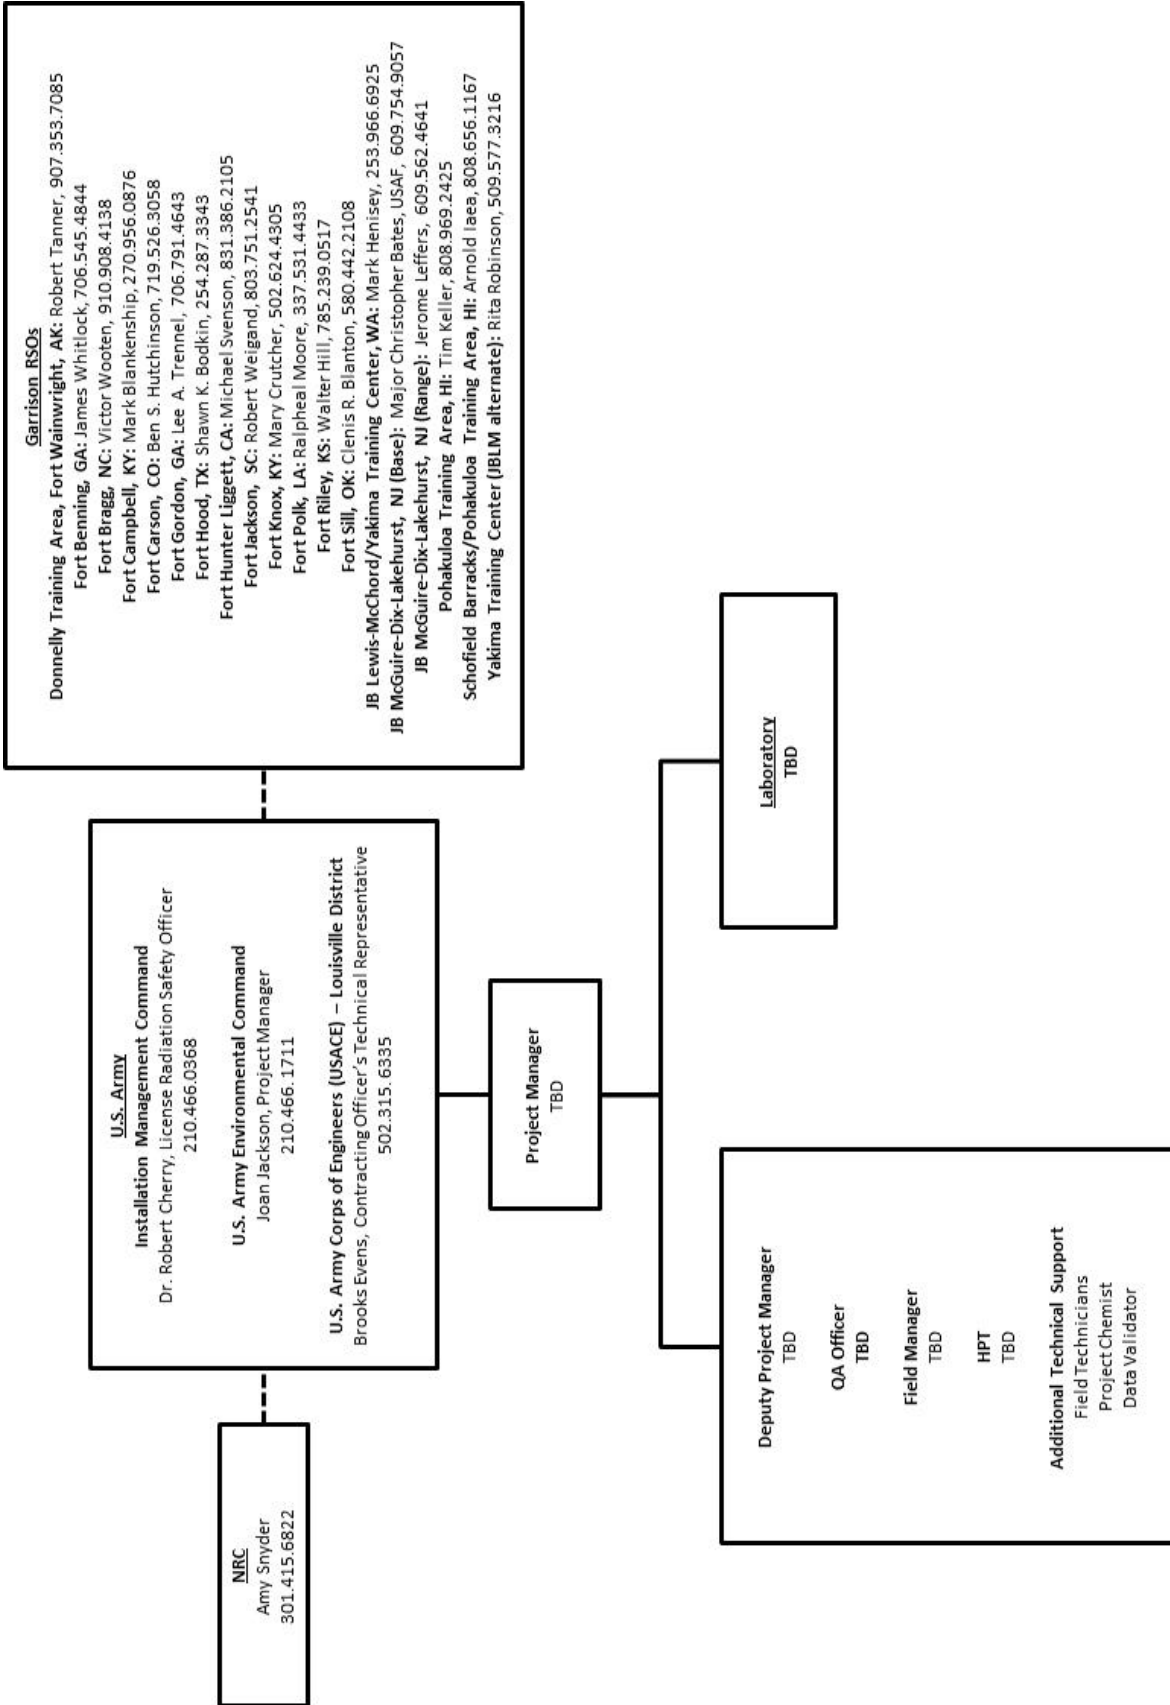 NRC
Amy Snyder
301.415.6822
U.S. Army
Installation Management Command
Dr. Robert Cherry, License Radiation Safety Officer
210.466.0368
U.S. Army Environmental Command
Joan Jackson, Project Manager
210.466.1711
U.S. Army Corps of Engineers (USACE) – Louisville District
Brooks Evens, Contracting Officer's Technical Representative
502.315.6335
Garrison RSOs
Donnelly Training Area, Fort Wainwright, AK: Robert Tanner, 907.353.7085
Fort Benning, GA: James Whitlock, 706.545.4844
Fort Bragg, NC: Victor Wooten, 910.908.4138
Fort Campbell, KY: Mark Blankenship, 270.956.0876
Fort Carson, CO: Ben S. Hutchinson, 719.526.3058
Fort Gordon, GA: Lee A. Trennel, 706.791.4643
Fort Hood, TX: Shawn K. Bodkin, 254.287.3343
Fort Hunter Liggett, CA: Michael Svenson, 831.386.2105
Fort Jackson, SC: Robert Weigand, 803.751.2541
Fort Knox, KY: Mary Crutcher, 502.624.4305
Fort Polk, LA: Ralpheal Moore, 337.531.4433
Fort Riley, KS: Walter Hill, 785.239.0517
Fort Sill, OK: Clenis R. Blanton, 580.442.2108
JB Lewis-McChord/Yakima Training Center, WA: Mark Henisey, 253.966.6925
JB McGuire-Dix-Lakehurst, NJ (Base): Major Christopher Bates, USAF, 609.754.9057
JB McGuire-Dix-Lakehurst, NJ (Range): Jerome Leffers, 609.562.4641
Pohakuloa Training Area, HI: Tim Keller, 808.969.2425
Schofield Barracks/Pohakuloa Training Area, HI: Arnold Iaea, 808.656.1167
Yakima Training Center (JBLM alternate): Rita Robinson, 509.577.3216
Project Manager
TBD
Deputy Project Manager
TBD
QA Officer
TBD
Field Manager
TBD
HPT
TBD
Additional Technical Support
Field Technicians
Project Chemist
Data Validator
Laboratory
TBD